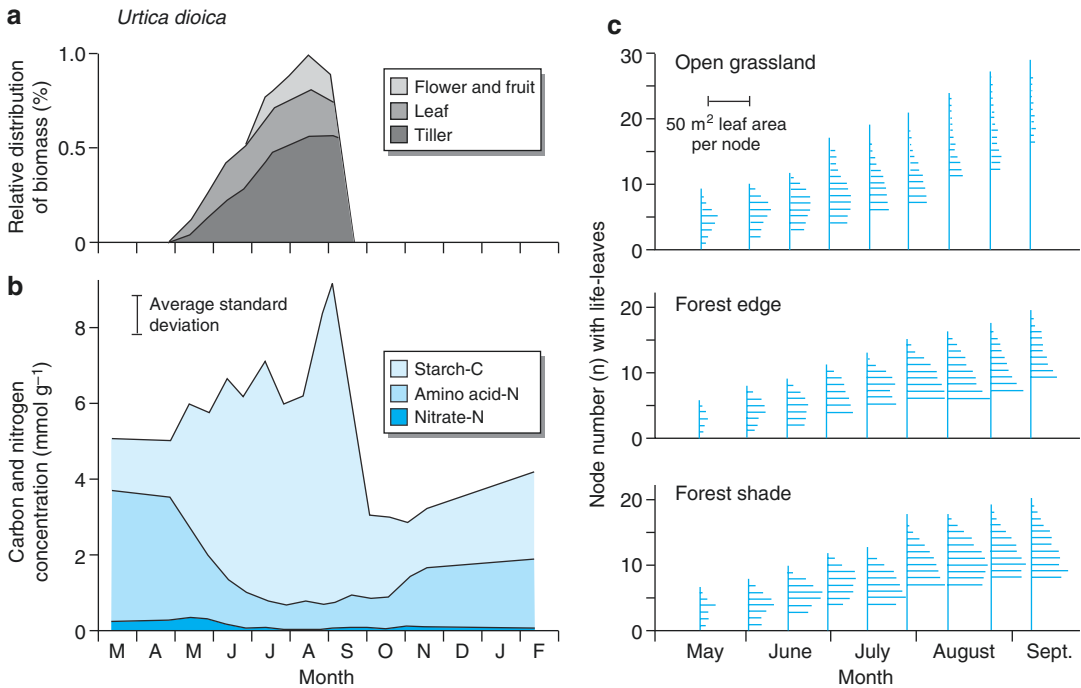 a
Urtica dioica
Relative distribution
of biomass (%)
1.0
0.5
0
Flower and fruit
Leaf
Tiller
b
Carbon and nitrogen
concentration (mmol g–1)
8
6
4
2
0
Average standard
deviation
Starch-C
Amino acid-N
Nitrate-N
M A M J J A S O N D J F
Month
c
Node number (n) with life-leaves
30
20
10
0
Open grassland
50 m2 leaf area
per node
20
10
0
Forest edge
20
10
0
Forest shade
May June July August Sept.
Month